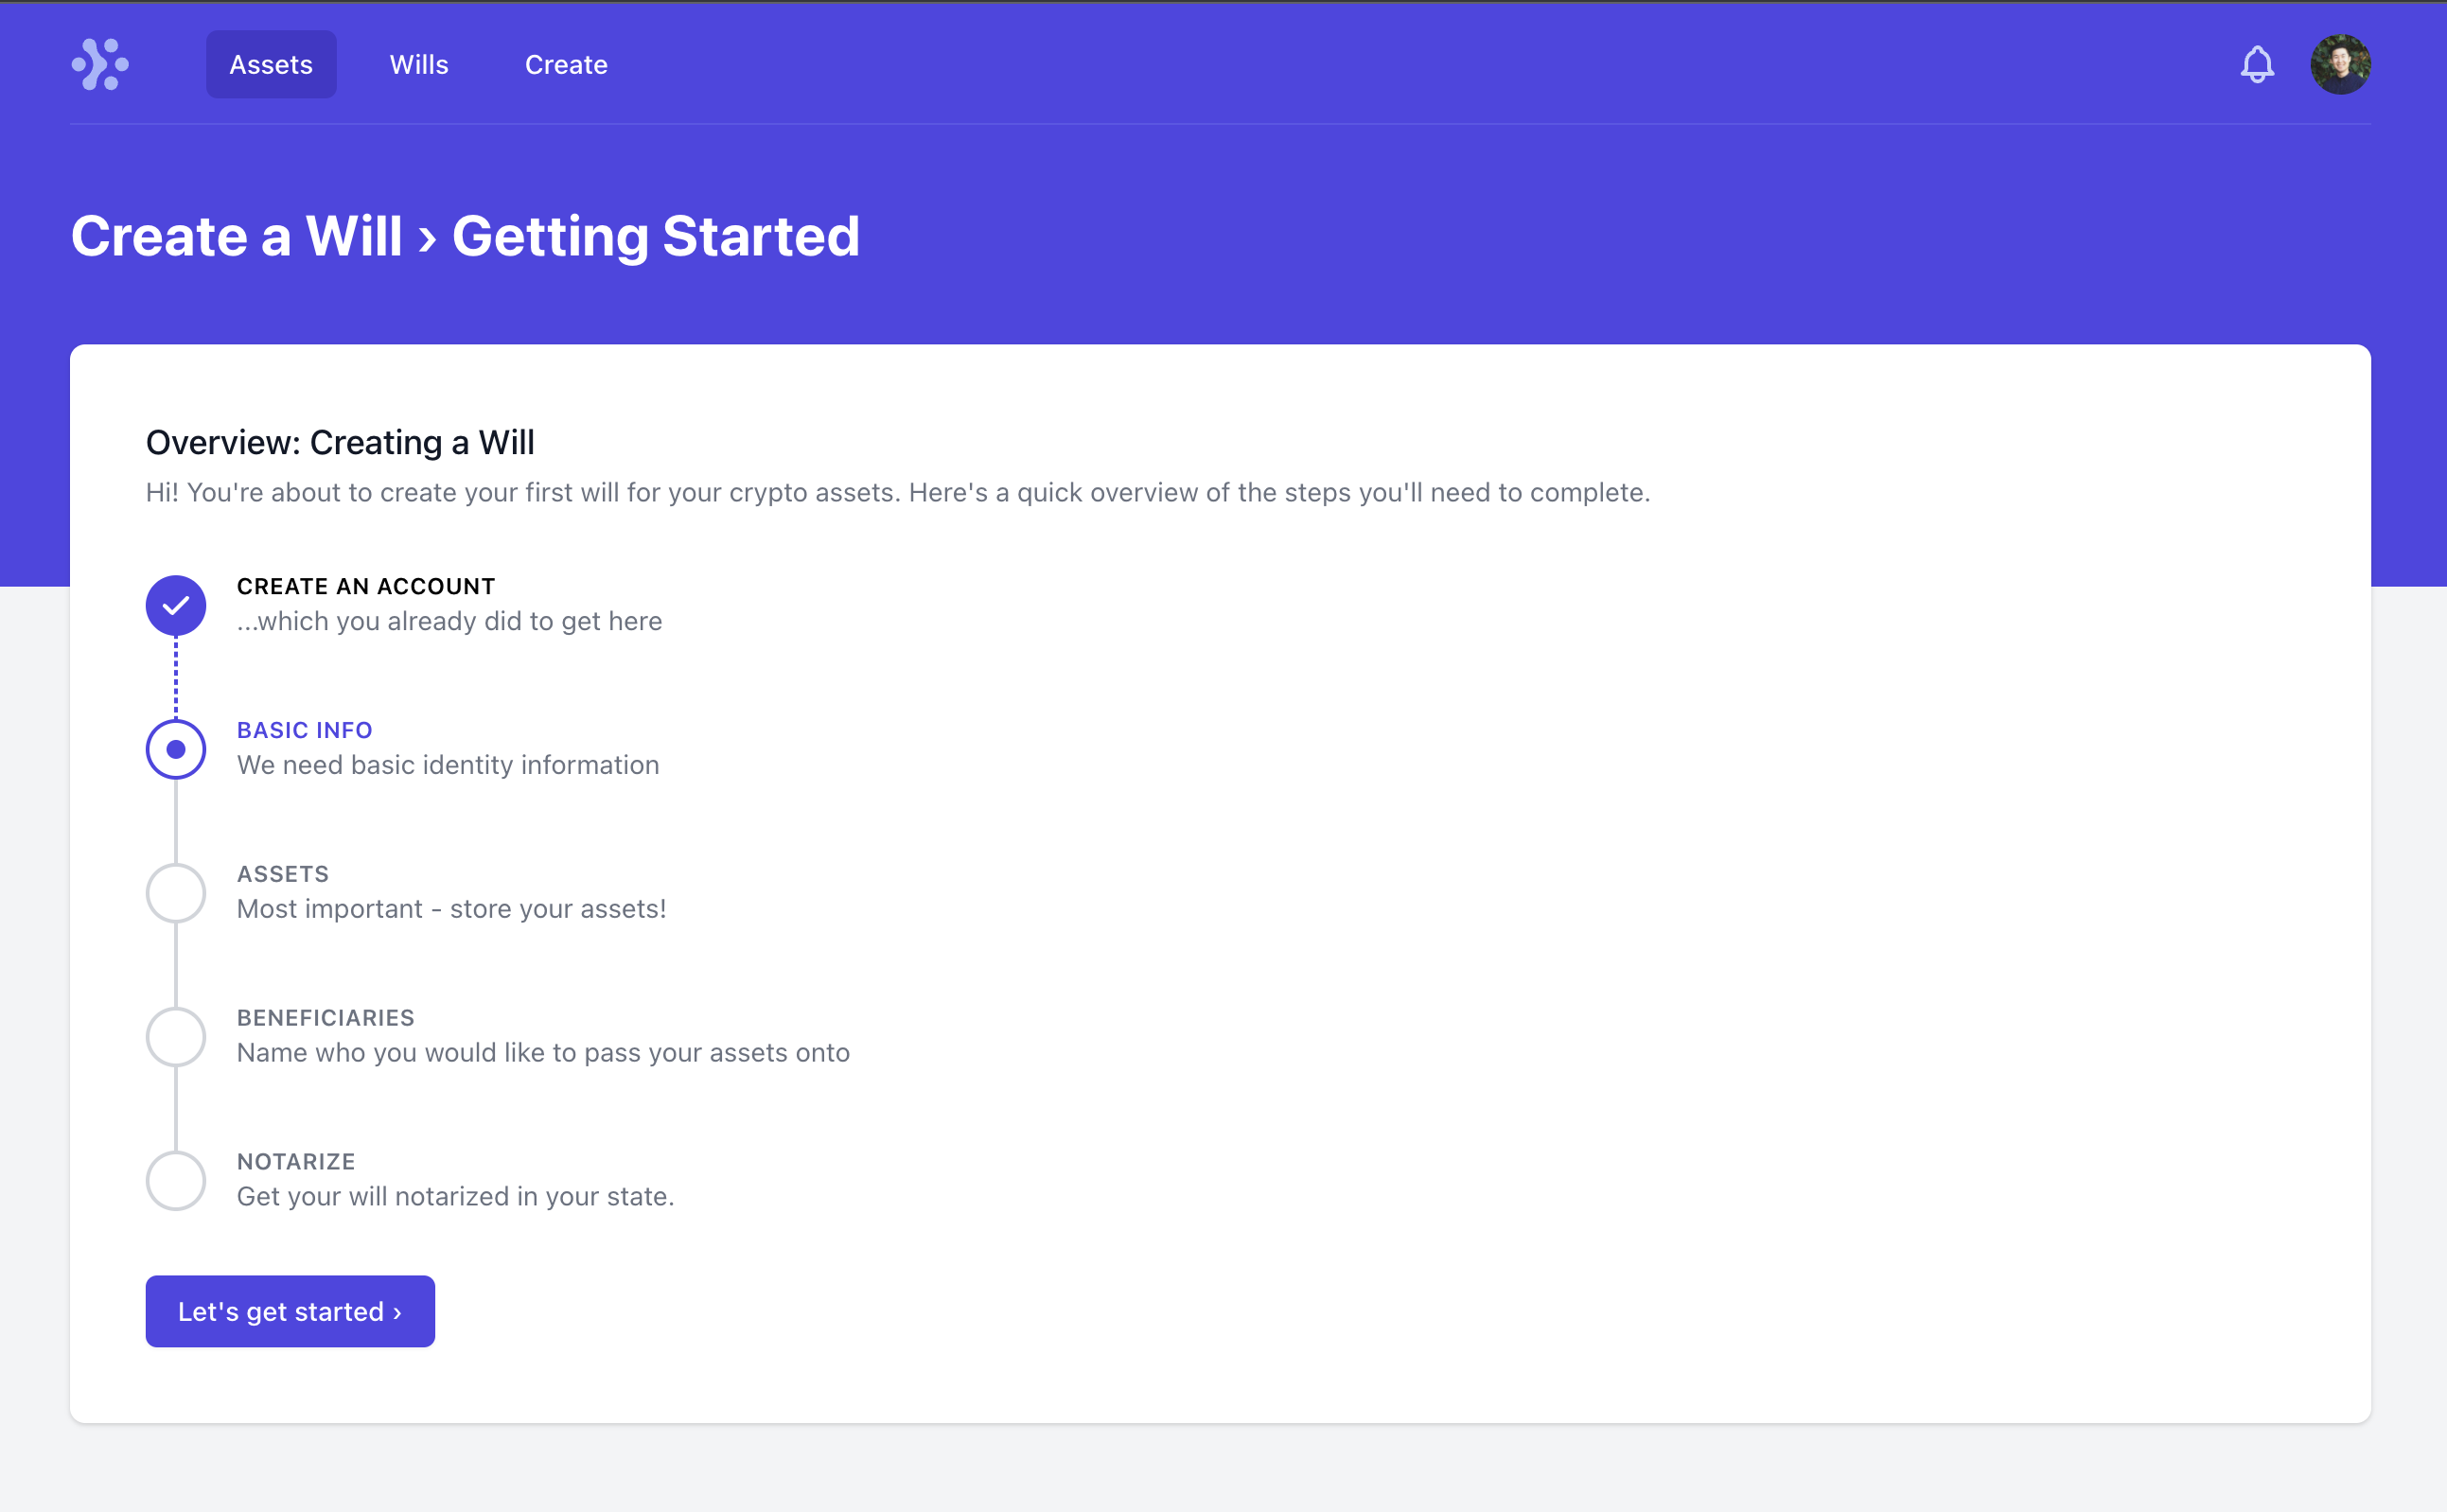 Assets Wills Create
Create a Will › Getting Started
Overview: Creating a Will
Hi! You're about to create your first will for your crypto assets. Here's a quick overview of the steps you'll need to complete.
CREATE AN ACCOUNT
...which you already did to get here
BASIC INFO
We need basic identity information
ASSETS
Most important - store your assets!
BENEFICIARIES
Name who you would like to pass your assets onto
NOTARIZE
Get your will notarized in your state.
Let's get started ›